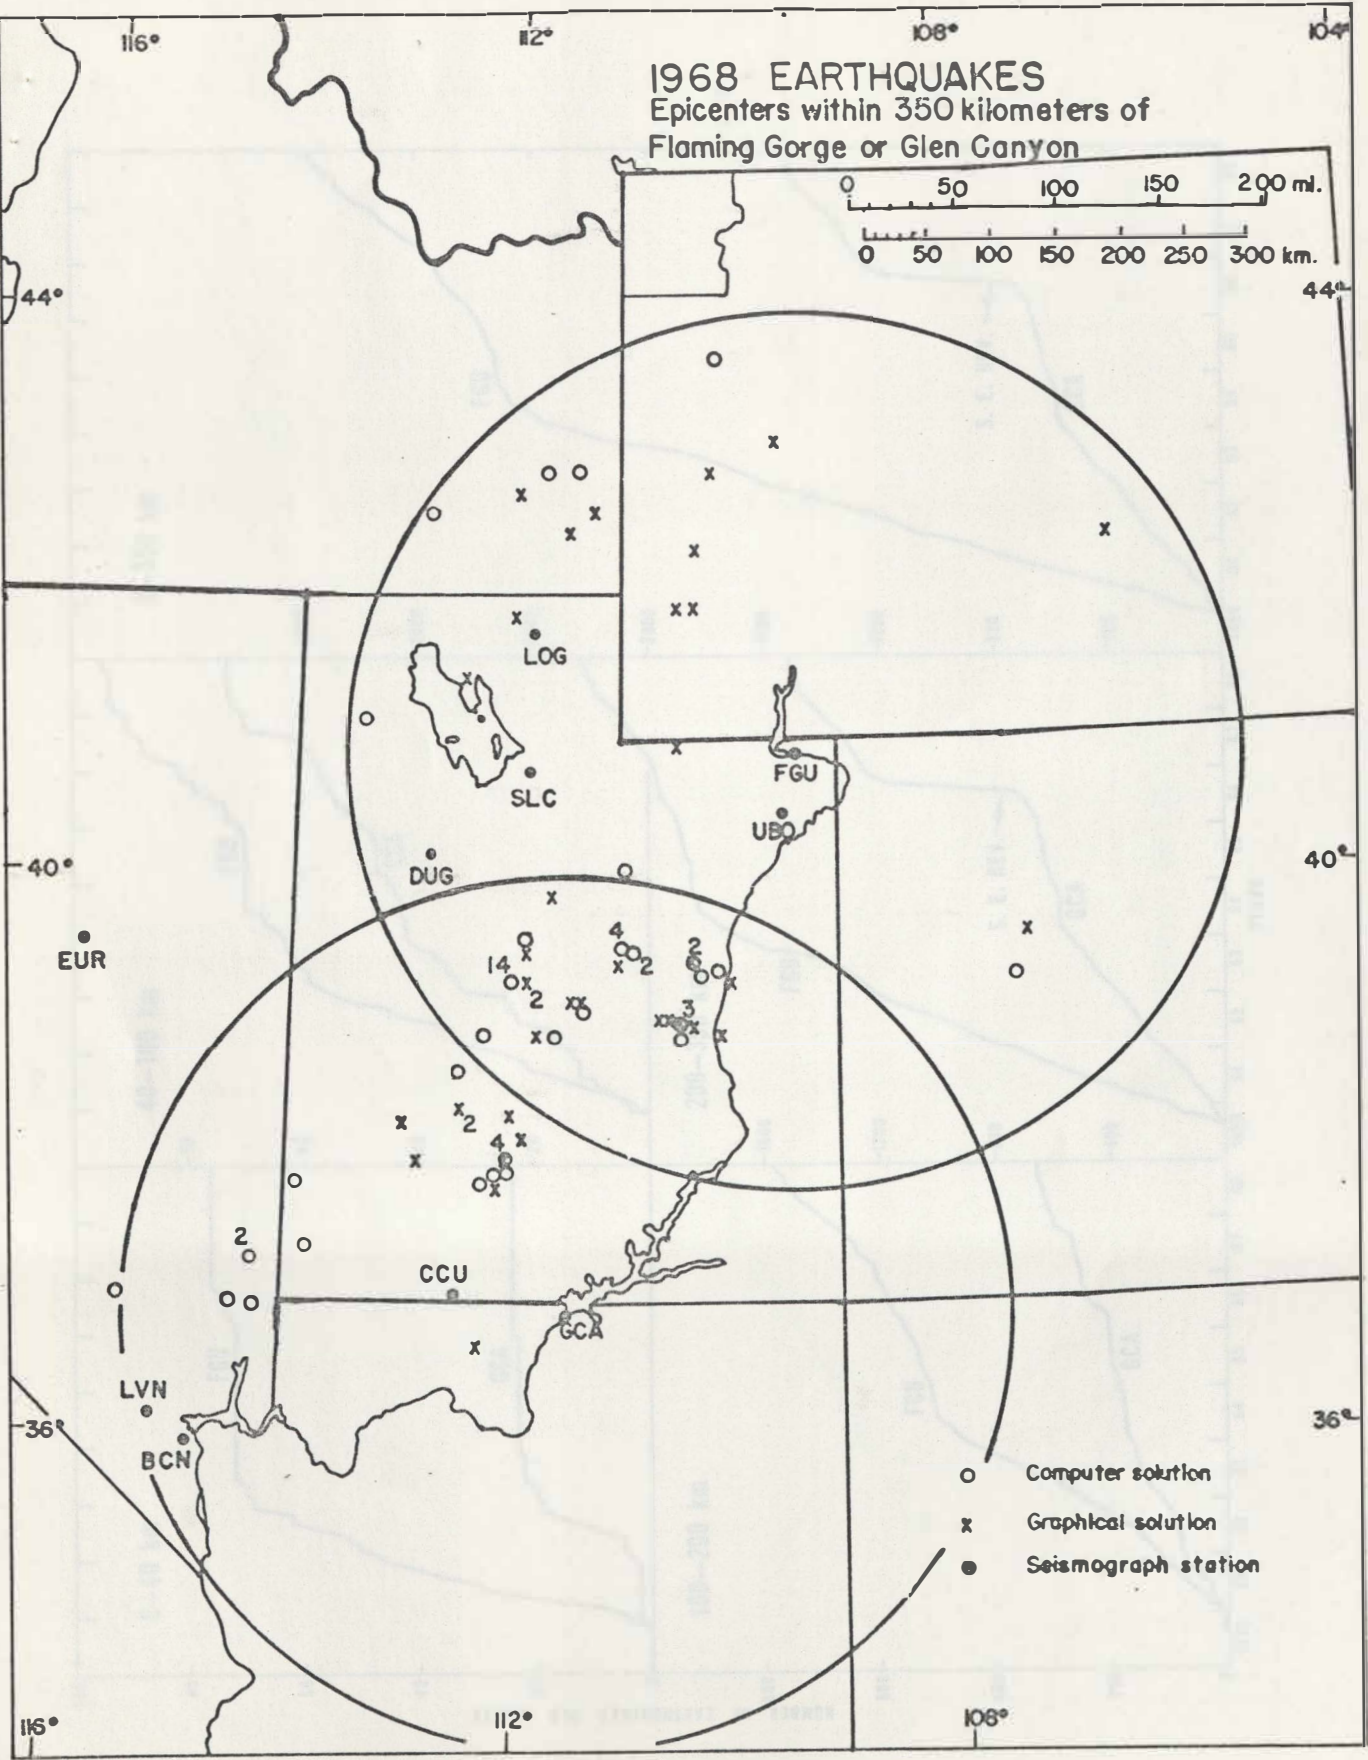 116°
112°
108°
104°
1968 EARTHQUAKES
Epicenters within 350 kilometers of
Flaming Gorge or Glen Canyon
0 50 100 150 200 mi.
0 50 100 150 200 250 300 km.
44°
44°
LOG
FGU
SLC
UBO
40°
40°
DUG
EUR
4
2
2
14
2
3
2
4
2
CCU
GCA
LVN
36°
36°
BCN
Computer solution
Graphical solution
Seismograph station
116°
112°
108°